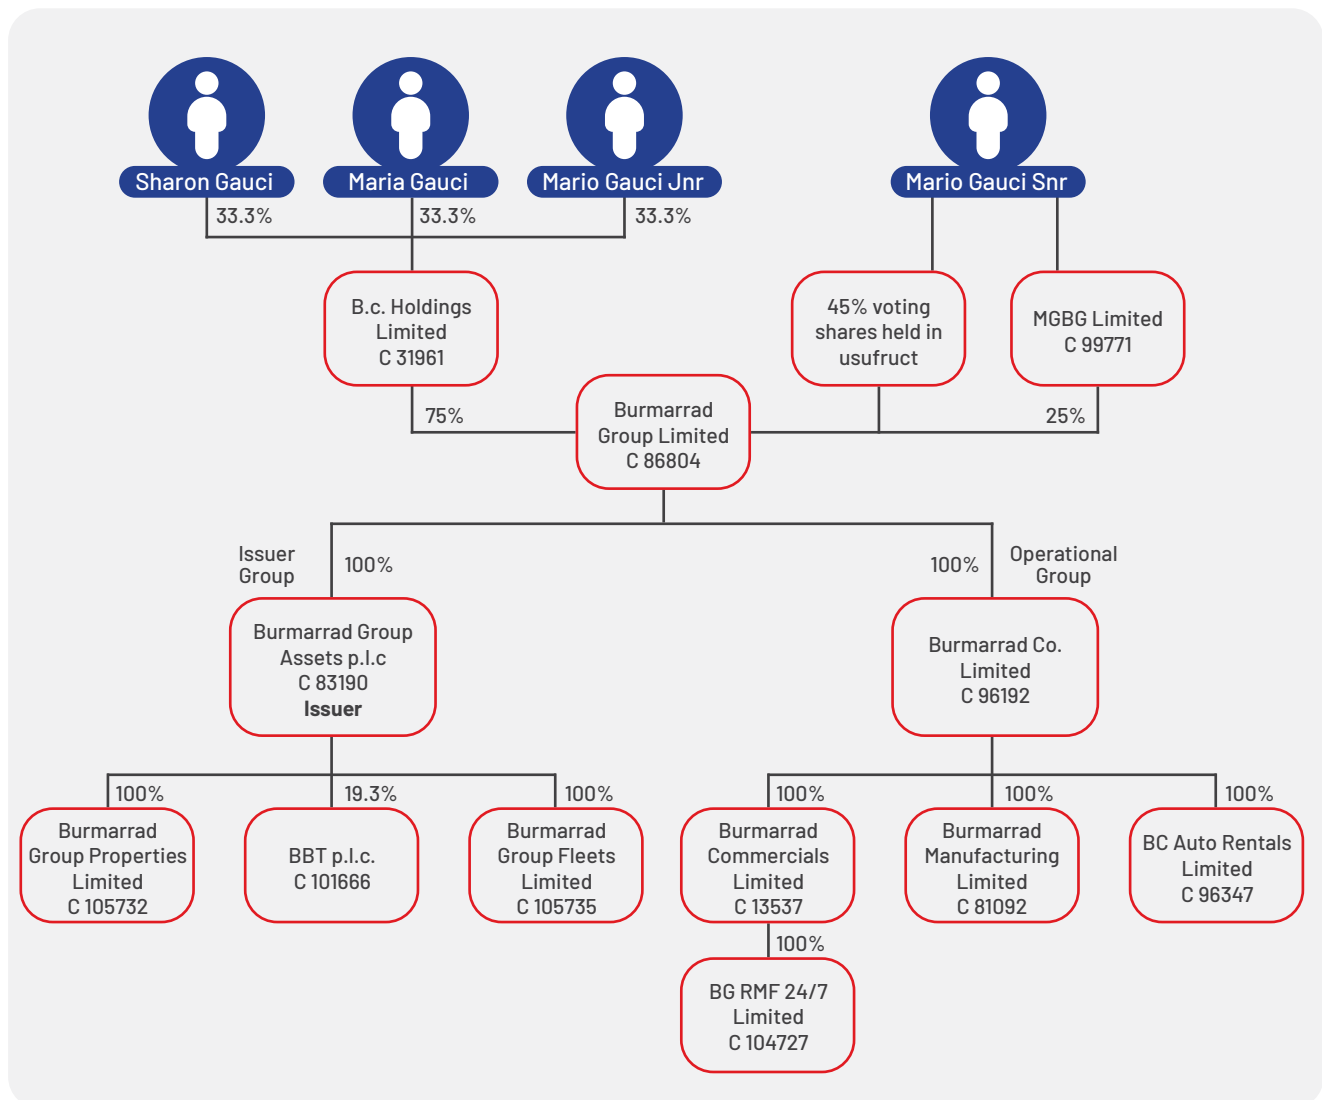 Sharon Gauci
Maria Gauci
Mario Gauci Jnr
Mario Gauci Snr
33.3%
33.3%
33.3%
B.c. Holdings
Limited
C 31961
45% voting
shares held in
usufruct
MGBG Limited
C 99771
75%
Burmarrad
Group Limited
C 86804
25%
Issuer
Group
100%
100%
Operational
Group
Burmarrad Group
Assets p.l.c
C 83190
Issuer
Burmarrad Co.
Limited
C 96192
100%
19.3%
100%
100%
100%
100%
Burmarrad
Group Properties
Limited
C 105732
BBT p.l.c.
C 101666
Burmarrad
Group Fleets
Limited
C 105735
Burmarrad
Commercials
Limited
C 13537
Burmarrad
Manufacturing
Limited
C 81092
BC Auto Rentals
Limited
C 96347
100%
BG RMF 24/7
Limited
C 104727